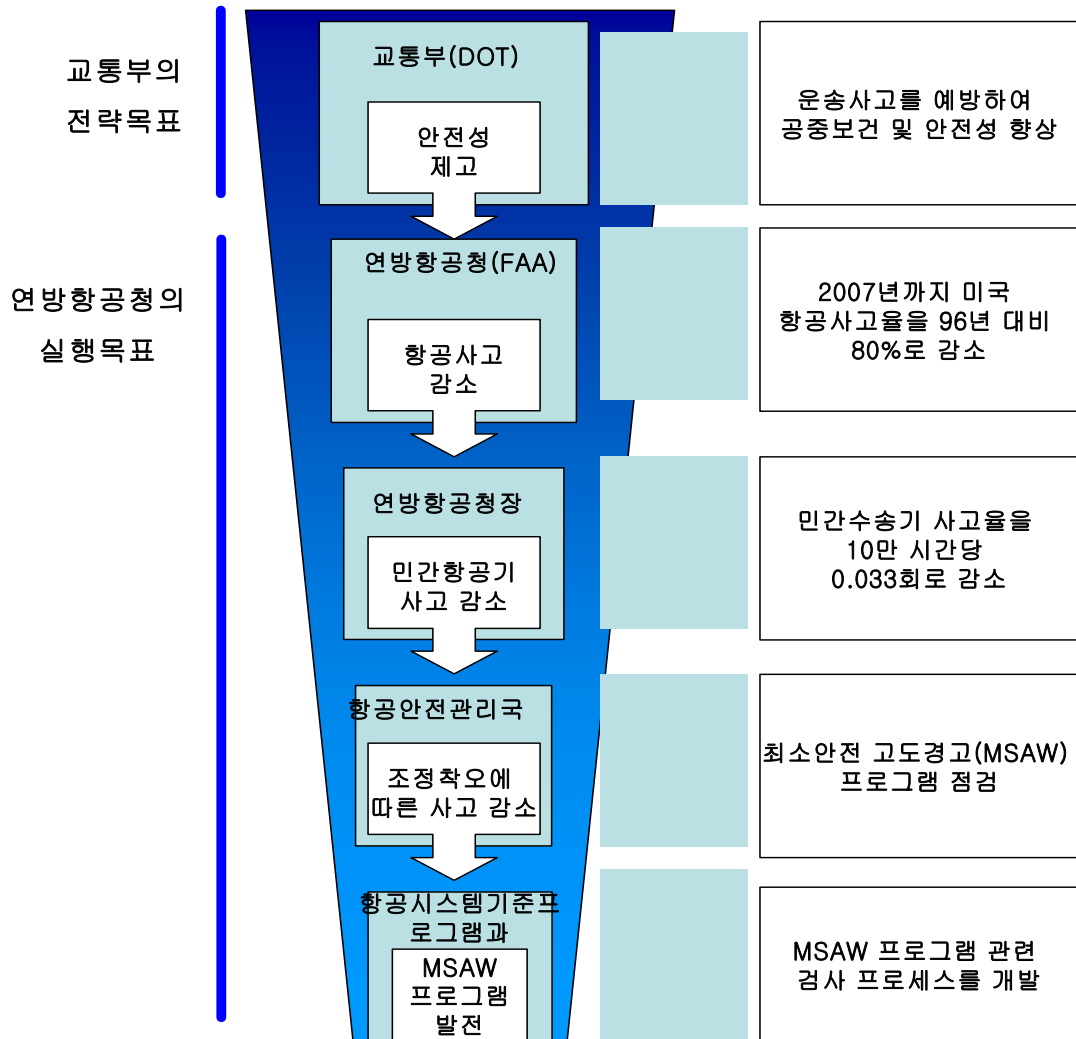 교통부의
전략목표
교통부(DOT)
안전성
제고
운송사고를 예방하여
공중보건 및 안전성 향상
연방항공청의
실행목표
연방항공청(FAA)
항공사고
감소
2007년까지 미국
항공사고율을 96년 대비
80%로 감소
연방항공청장
민간항공기
사고 감소
민간수송기 사고율을
10만 시간당
0.033회로 감소
항공안전관리국
조정착오에
따른 사고 감소
최소안전 고도경고(MSAW)
프로그램 점검
항공시스템기준프
로그램과
MSAW
프로그램
발전
MSAW 프로그램 관련
검사 프로세스를 개발